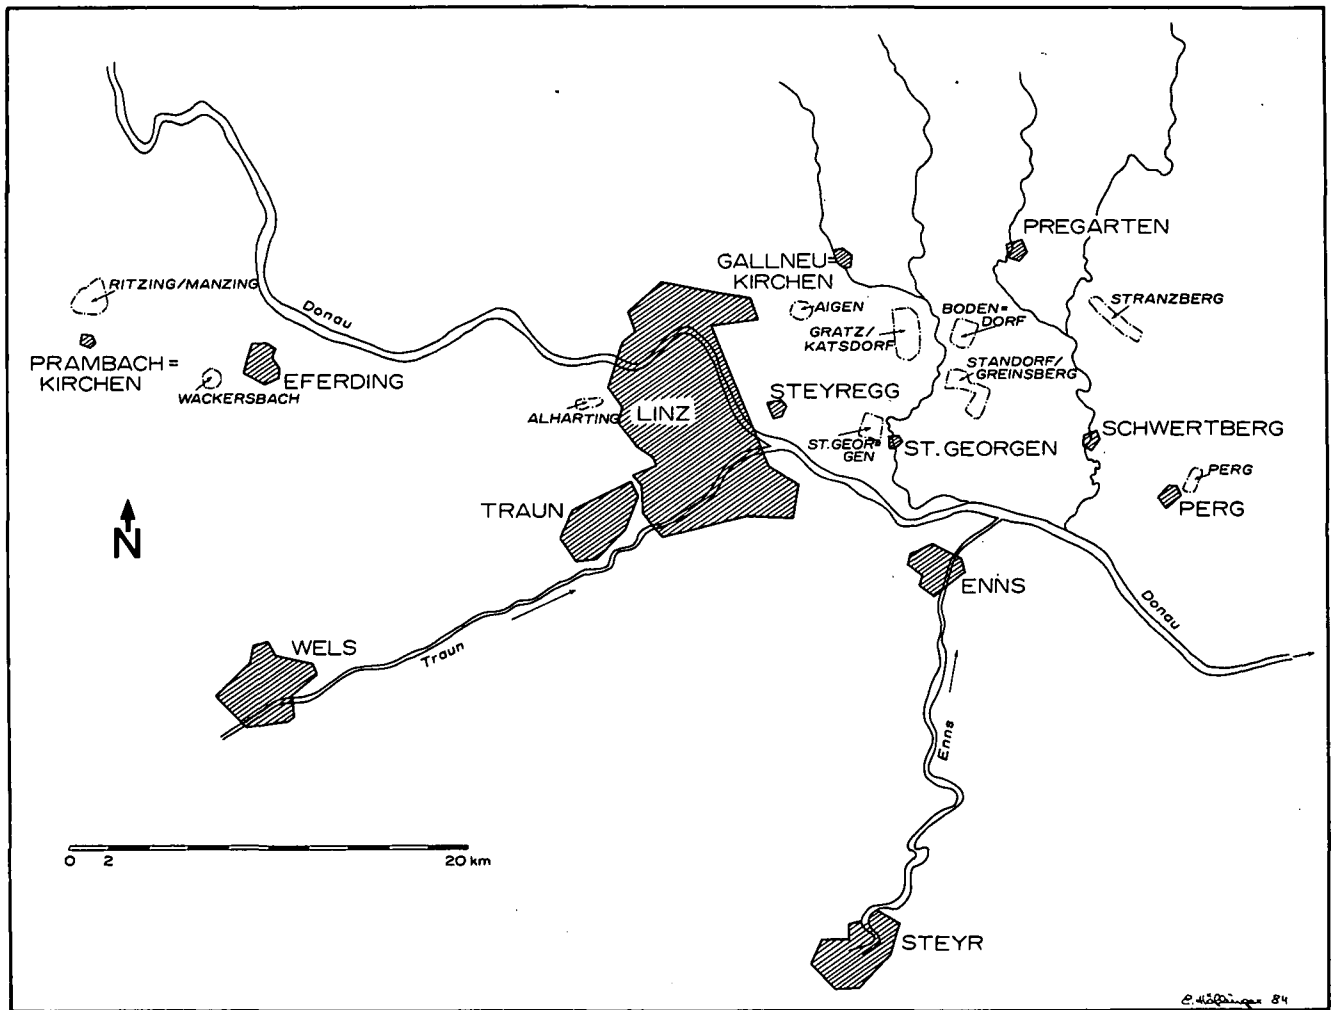 PREGARTEN
GALLNEU=
KIRCHEN
RITZING/MANZING
AIGEN
BODEN=
DORF
STRANZBERG
Donau
GRATZ/
KATSDORF
PRAMBACH=
KIRCHEN
EFERDING
WACKERSBACH
STANDORF/
GREINSBERG
STEYREGG
ALHARTING
LINZ
ST.GEOR=
GEN
ST. GEORGEN
SCHWERTBERG
PERG
PERG
TRAUN
N
ENNS
Donau
WELS
Traun
Enns
0 2 20 km
STEYR
84